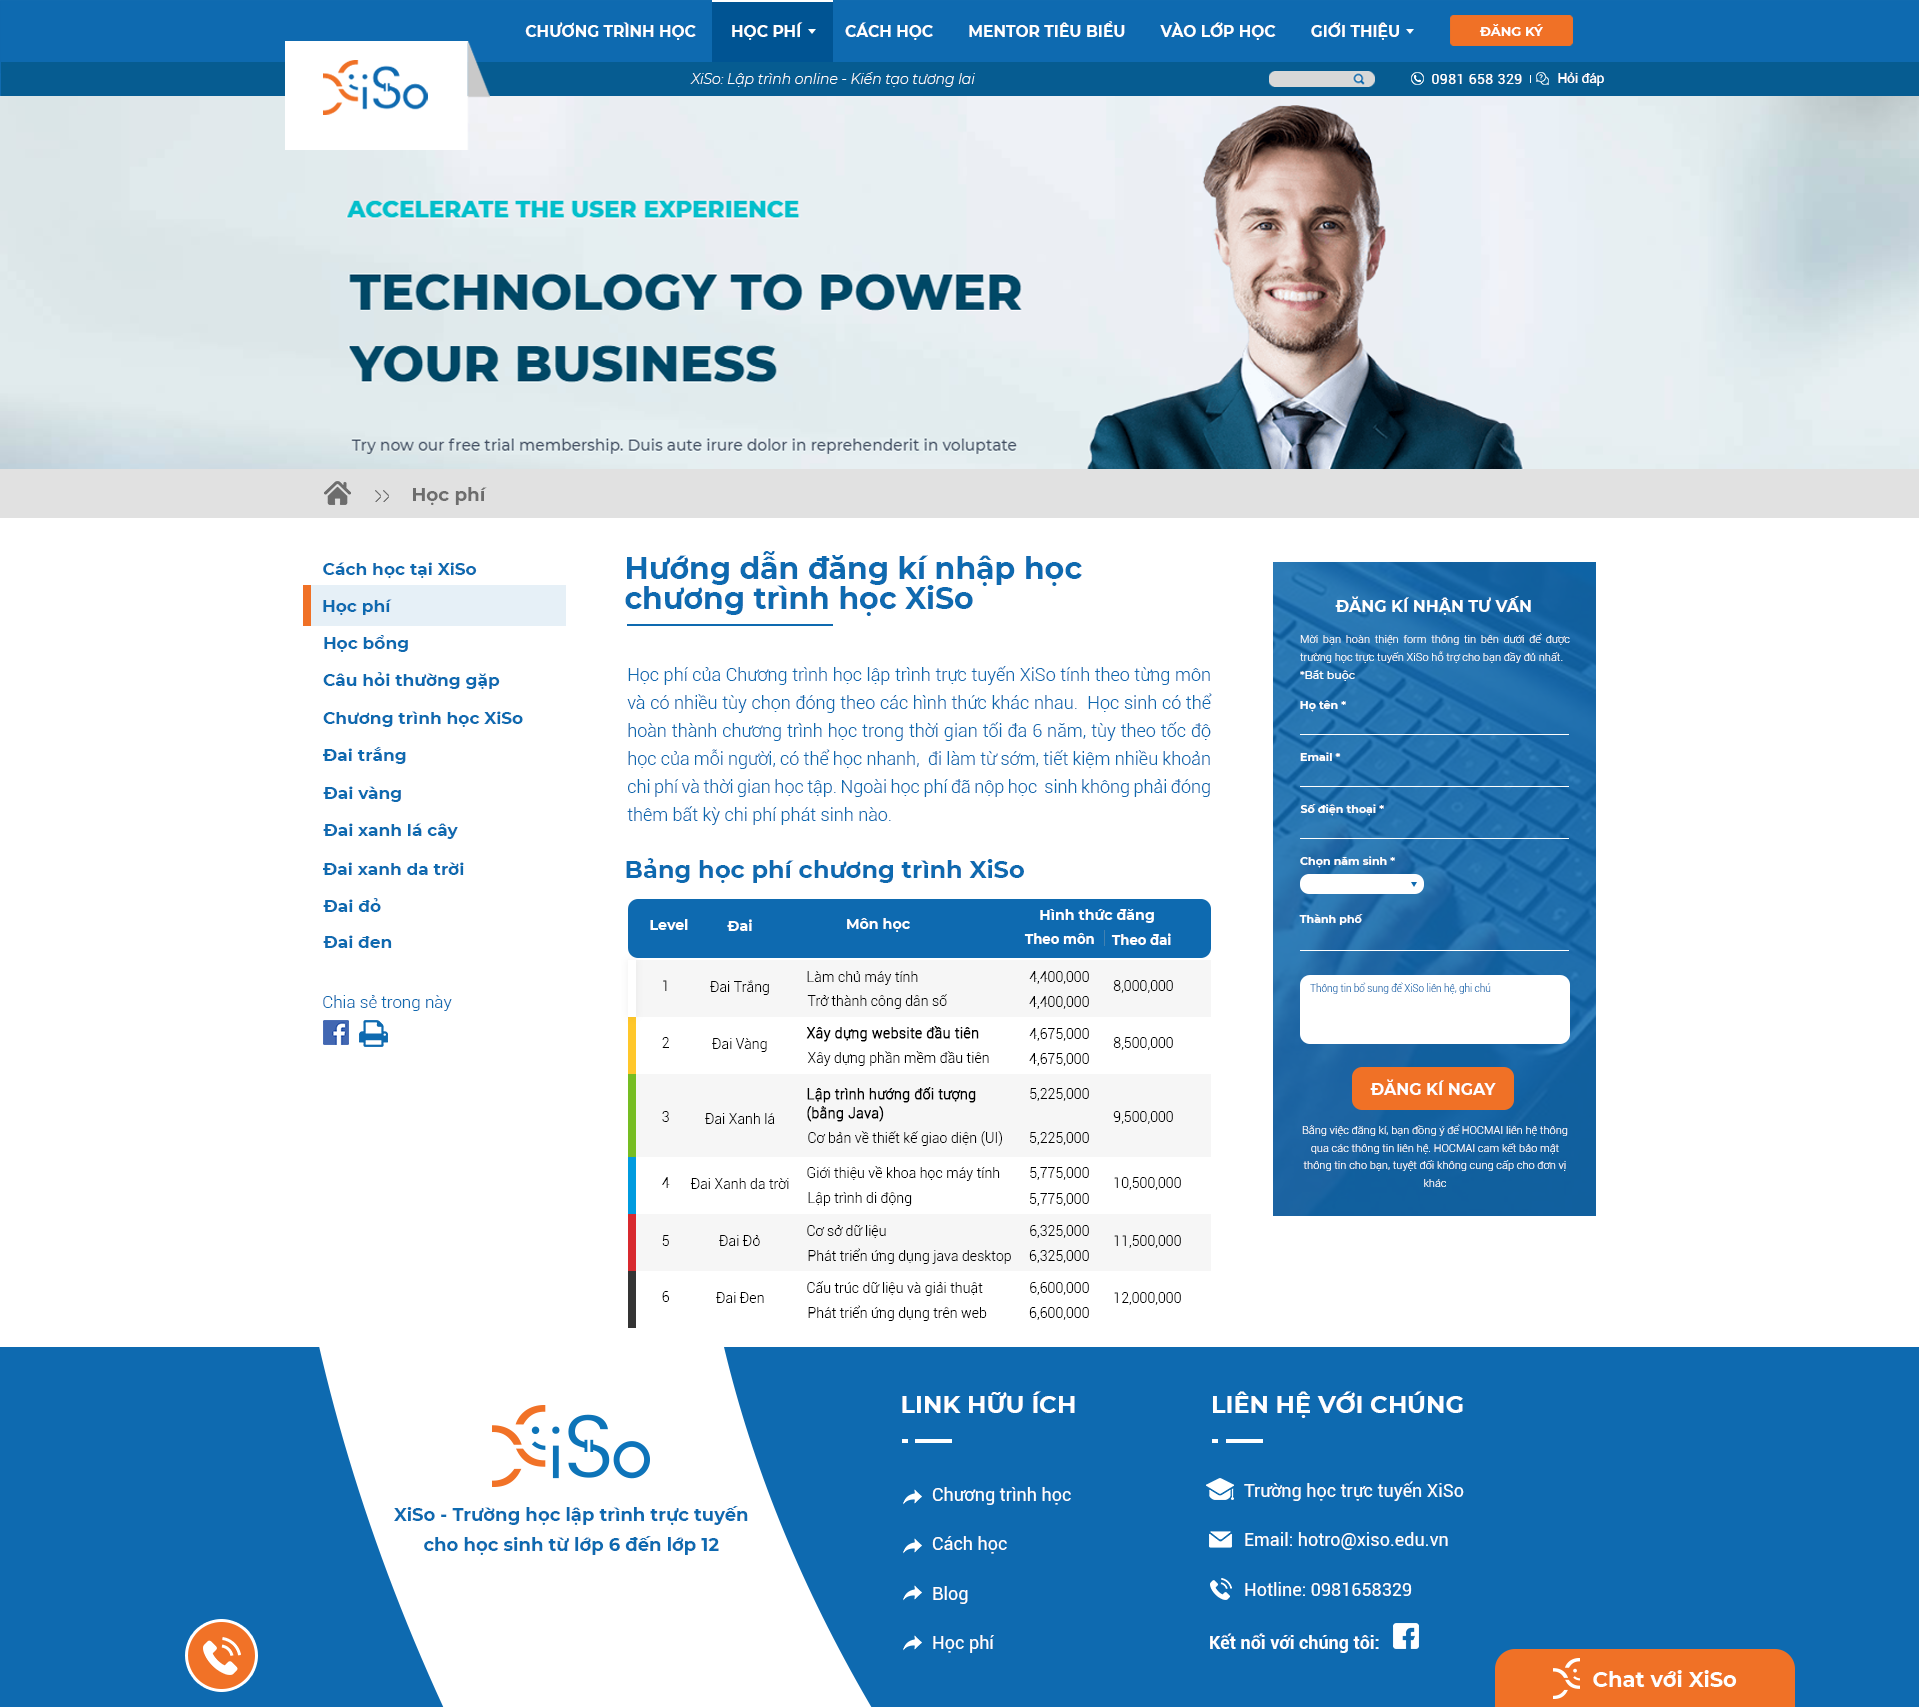 CHƯƠNG TRÌNH HỌC HỌC PHÍ CÁCH HỌC MENTOR TIÊU BIỂU VÀO LỚP HỌC GIỚI THIỆU ĐĂNG KÝ
XiSo
XiSo: Lập trình online - Kiến tạo tương lai 0981 658 329 Hỏi đáp
ACCELERATE THE USER EXPERIENCE
TECHNOLOGY TO POWER
YOUR BUSINESS
Try now our free trial membership. Duis aute irure dolor in reprehenderit in voluptate
Học phí
Cách học tại XiSo
Học phí
Học bổng
Câu hỏi thường gặp
Chương trình học XiSo
Đai trắng
Đai vàng
Đai xanh lá cây
Đai xanh da trời
Đai đỏ
Đai đen
Chia sẻ trong này
Hướng dẫn đăng kí nhập học
chương trình học XiSo
Học phí của Chương trình học lập trình trực tuyến XiSo tính theo từng môn
và có nhiều tùy chọn đóng theo các hình thức khác nhau. Học sinh có thể
hoàn thành chương trình học trong thời gian tối đa 6 năm, tùy theo tốc độ
học của mỗi người, có thể học nhanh, đi làm từ sớm, tiết kiệm nhiều khoản
chi phí và thời gian học tập. Ngoài học phí đã nộp học sinh không phải đóng
thêm bất kỳ chi phí phát sinh nào.
Bảng học phí chương trình XiSo
Level Đai Môn học Hình thức đăng
Theo môn Theo đai
1 Đai Trắng Làm chủ máy tính 4,400,000 8,000,000
Trở thành công dân số 4,400,000
2 Đai Vàng Xây dựng website đầu tiên 4,675,000 8,500,000
Xây dựng phần mềm đầu tiên 4,675,000
3 Đai Xanh lá Lập trình hướng đối tượng 5,225,000 9,500,000
(bằng Java)
Cơ bản về thiết kế giao diện (UI) 5,225,000
4 Đai Xanh da trời Giới thiệu về khoa học máy tính 5,775,000 10,500,000
Lập trình di động 5,775,000
5 Đai Đỏ Cơ sở dữ liệu 6,325,000 11,500,000
Phát triển ứng dụng java desktop 6,325,000
6 Đai Đen Cấu trúc dữ liệu và giải thuật 6,600,000 12,000,000
Phát triển ứng dụng trên web 6,600,000
ĐĂNG KÍ NHẬN TƯ VẤN
Mời bạn hoàn thiện form thông tin bên dưới để được
trường học trực tuyến XiSo hỗ trợ cho bạn đầy đủ nhất.
*Bắt buộc
Họ tên *
Email *
Số điện thoại *
Chọn năm sinh *
Thành phố
Thông tin bổ sung để XiSo liên hệ, ghi chú
ĐĂNG KÍ NGAY
Bằng việc đăng kí, bạn đồng ý để HOCMAI liên hệ thông
qua các thông tin liên hệ. HOCMAI cam kết bảo mật
thông tin cho bạn, tuyệt đối không cung cấp cho đơn vị
khác
XiSo
XiSo - Trường học lập trình trực tuyến
cho học sinh từ lớp 6 đến lớp 12
LINK HỮU ÍCH
Chương trình học
Cách học
Blog
Học phí
LIÊN HỆ VỚI CHÚNG
Trường học trực tuyến XiSo
Email: hotro@xiso.edu.vn
Hotline: 0981658329
Kết nối với chúng tôi:
Chat với XiSo